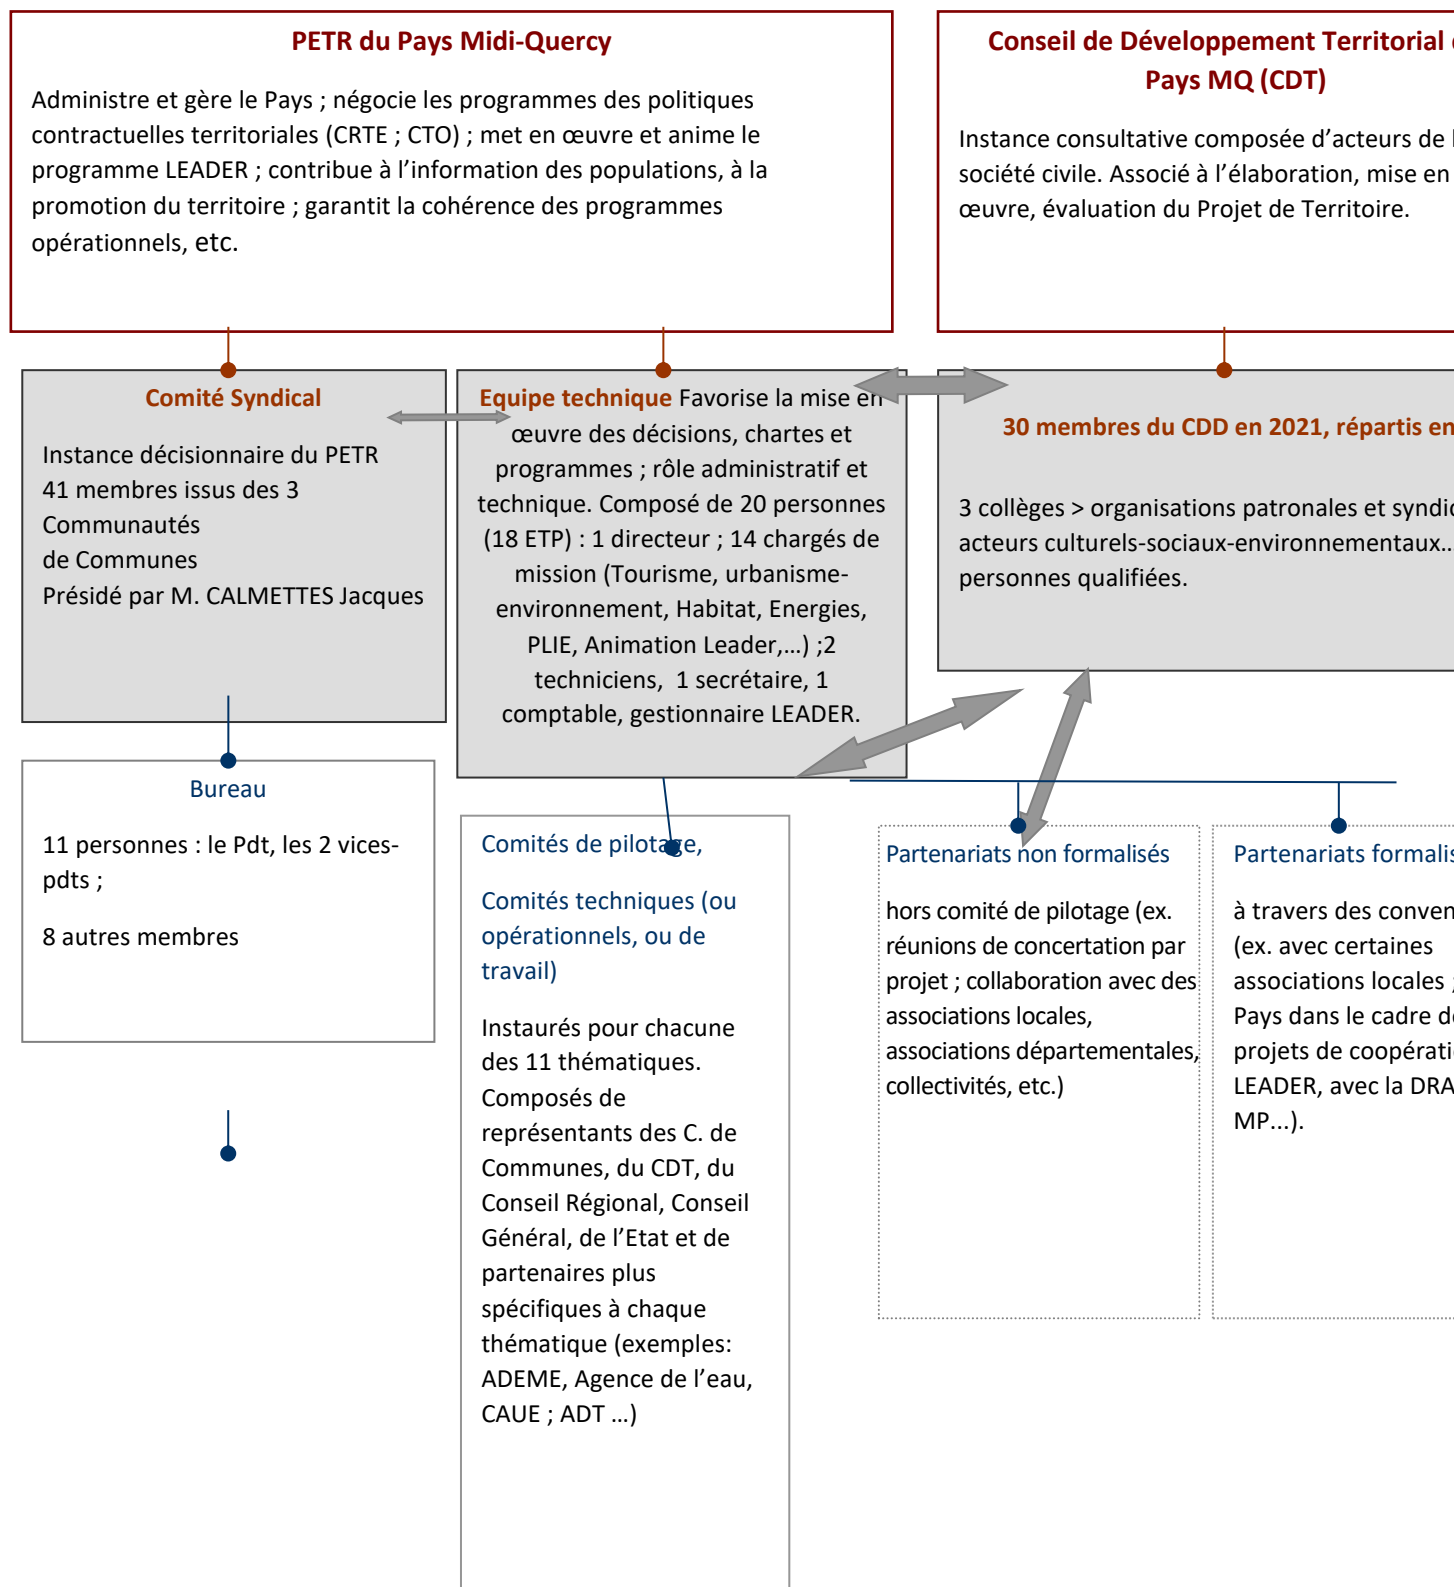 PETR du Pays Midi-Quercy
Administre et gère le Pays ; négocie les programmes des politiques
contractuelles territoriales (CRTE ; CTO) ; met en œuvre et anime le
programme LEADER ; contribue à l’information des populations, à la
promotion du territoire ; garantit la cohérence des programmes
opérationnels, etc.
Conseil de Développement Territorial
Pays MQ (CDT)
Instance consultative composée d’acteurs de
société civile. Associé à l’élaboration, mise en
œuvre, évaluation du Projet de Territoire.
Comité Syndical
Instance décisionnaire du PETR
41 membres issus des 3
Communautés
de Communes
Présidé par M. CALMETTES Jacques
Equipe technique Favorise la mise en
œuvre des décisions, chartes et
programmes ; rôle administratif et
technique. Composé de 20 personnes
(18 ETP) : 1 directeur ; 14 chargés de
mission (Tourisme, urbanisme-
environnement, Habitat, Energies,
PLIE, Animation Leader,…) ;2
techniciens, 1 secrétaire, 1
comptable, gestionnaire LEADER.
30 membres du CDD en 2021, répartis en
3 collèges > organisations patronales et
acteurs culturels-sociaux-environnementaux..
personnes qualifiées.
Bureau
11 personnes : le Pdt, les 2 vices-
pdts ;
8 autres membres
Comités de pilotage,
Comités techniques (ou
opérationnels, ou de
travail)
Instaurés pour chacune
des 11 thématiques.
Composés de
représentants des C. de
Communes, du CDT, du
Conseil Régional, Conseil
Général, de l’Etat et de
partenaires plus
spécifiques à chaque
thématique (exemples:
ADEME, Agence de l’eau,
CAUE ; ADT …)
Partenariats non formalisés
hors comité de pilotage (ex.
réunions de concertation par
projet ; collaboration avec des
associations locales,
associations départementales,
collectivités, etc.)
Partenariats
à travers des
(ex. avec certaines
associations locales ;
Pays dans le cadre
projets de
LEADER, avec la
MP...).